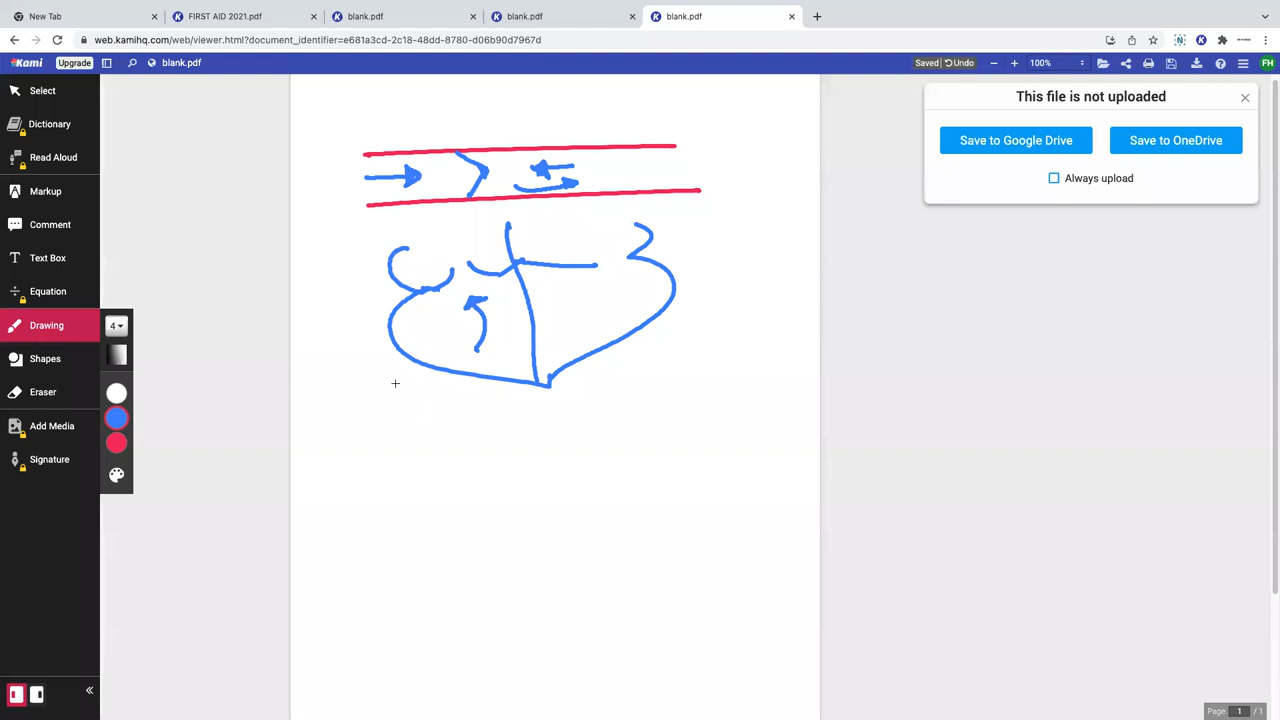 New Tab
FIRST AID 2021.pdf
blank.pdf
blank.pdf
blank.pdf
web.kamihq.com/web/viewer.html?document_identifier=e681a3cd-2c18-48dd-8780-d06b90d7967d
Kami
Upgrade
blank.pdf
Saved
Undo
100%
FH
Select
Dictionary
Read Aloud
Markup
Comment
Text Box
Equation
Drawing
Shapes
Eraser
Add Media
Signature
4
This file is not uploaded
Save to Google Drive
Save to OneDrive
Always upload
Page 1 / 1